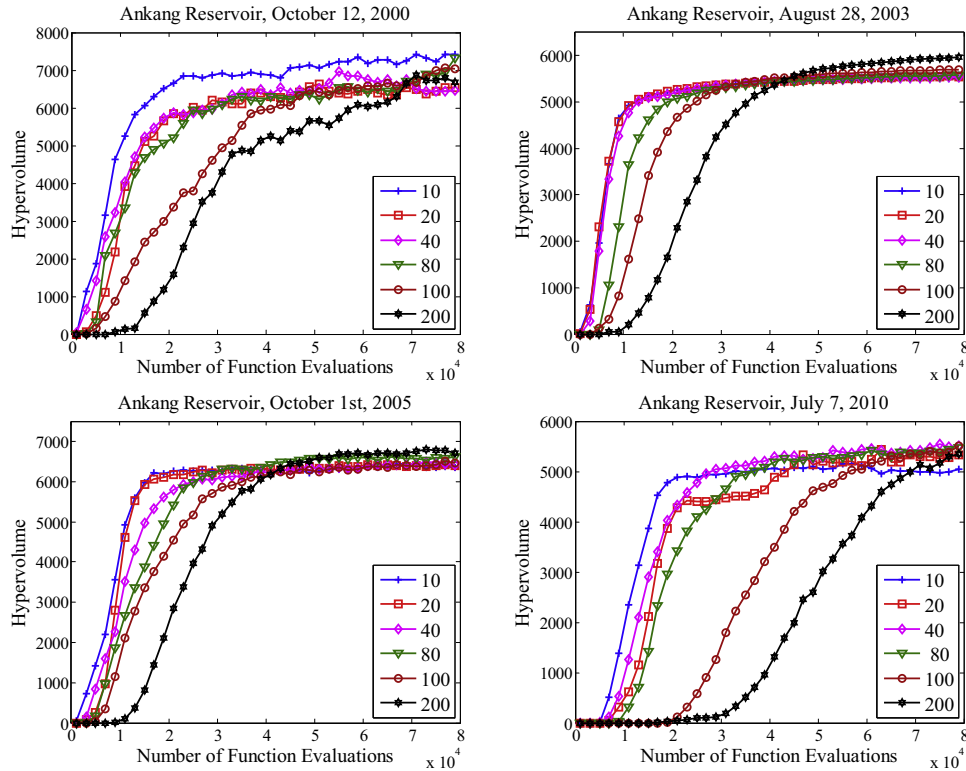 Ankang Reservoir, October 12, 2000
8000
7000
6000
5000
4000
3000
2000
1000
0
Hypervolume
10
20
40
80
100
200
0 1 2 3 4 5 6 7 8
Number of Function Evaluations
x 10^4
Ankang Reservoir, August 28, 2003
6000
5000
4000
3000
2000
1000
0
Hypervolume
10
20
40
80
100
200
0 1 2 3 4 5 6 7 8
Number of Function Evaluations
x 10^4
Ankang Reservoir, October 1st, 2005
7000
6000
5000
4000
3000
2000
1000
0
Hypervolume
10
20
40
80
100
200
0 1 2 3 4 5 6 7 8
Number of Function Evaluations
x 10^4
Ankang Reservoir, July 7, 2010
6000
5000
4000
3000
2000
1000
0
Hypervolume
10
20
40
80
100
200
0 1 2 3 4 5 6 7 8
Number of Function Evaluations
x 10^4